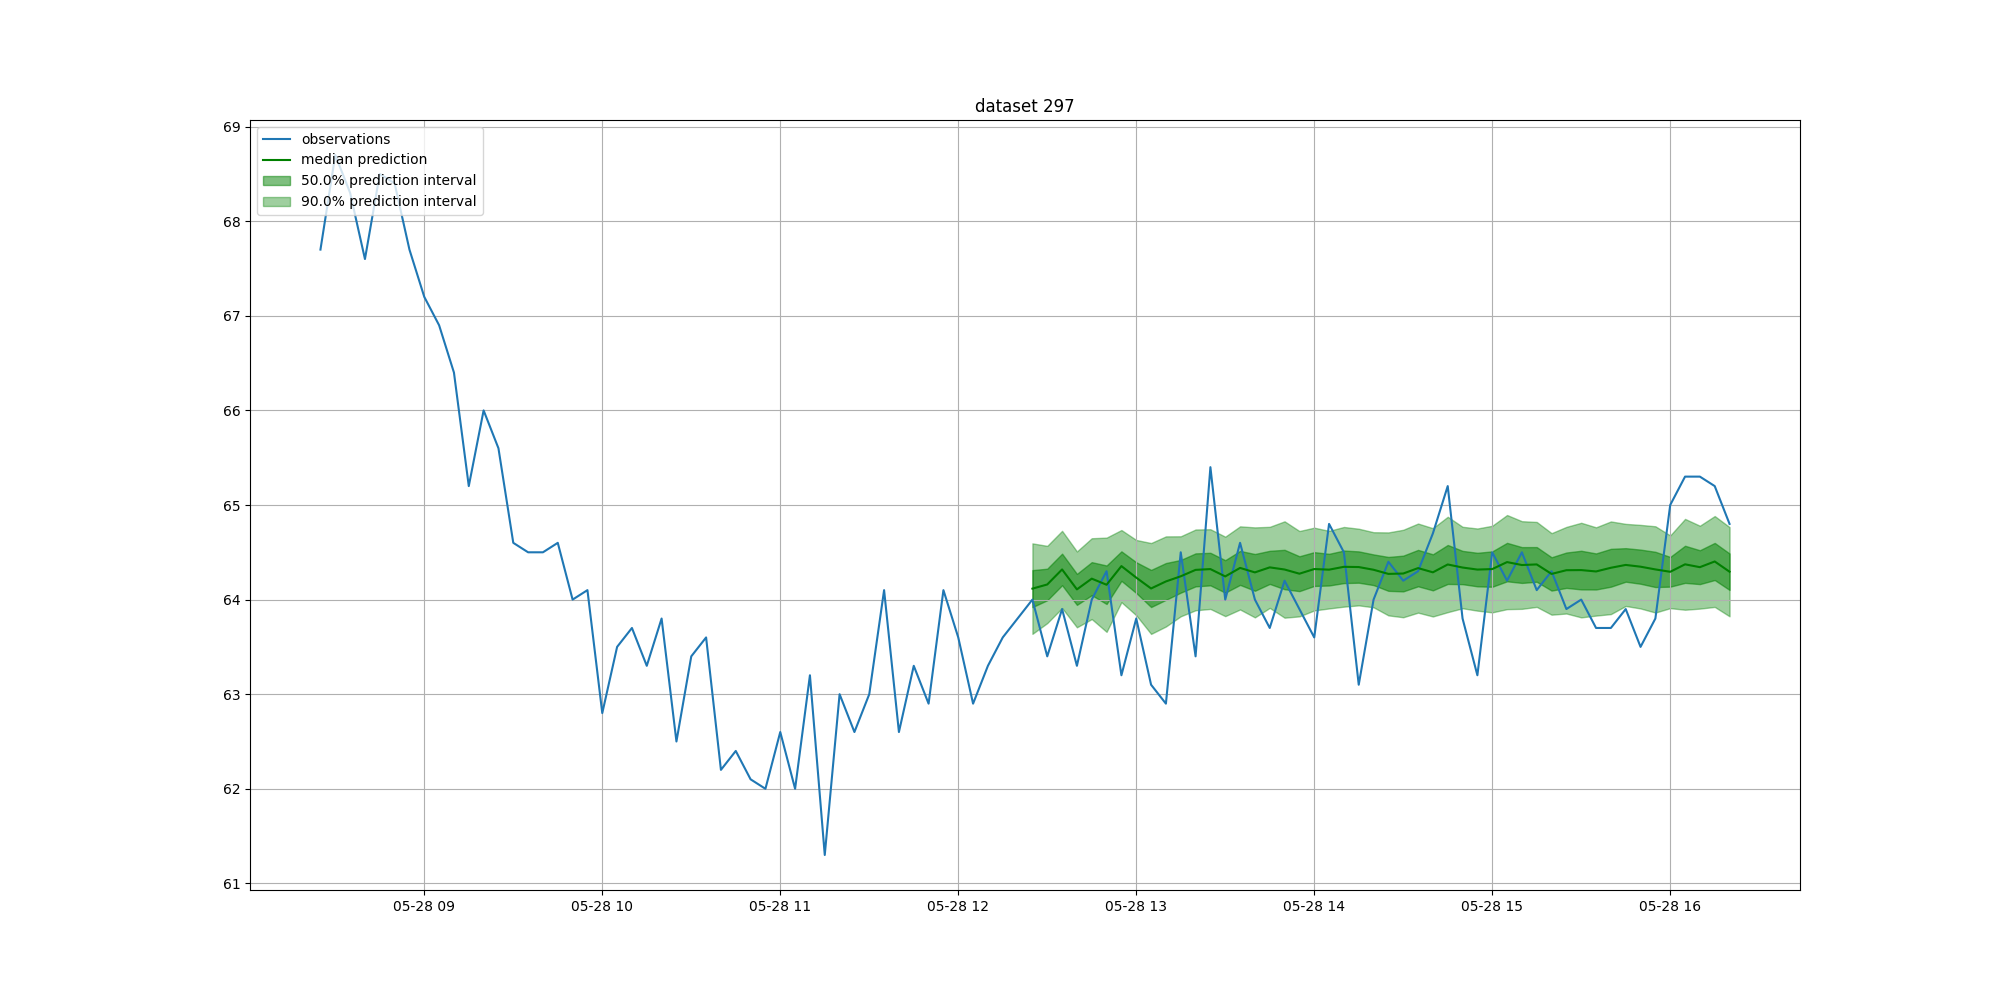 dataset 297
observations
median prediction
50.0% prediction interval
90.0% prediction interval
69
68
67
66
65
64
63
62
61
05-28 09 05-28 10 05-28 11 05-28 12 05-28 13 05-28 14 05-28 15 05-28 16